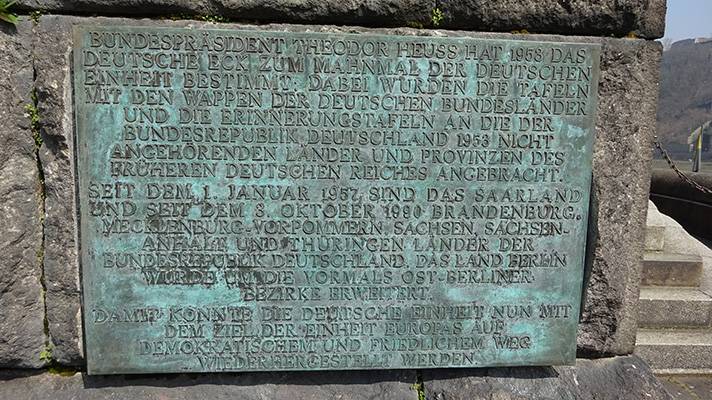 BUNDESPRÄSIDENT THEODOR HEUSS HAT 1953 DAS
DEUTSCHE ECK ZUM MAHNMAL DER DEUTSCHEN
EINHEIT BESTIMMT. DABEI WURDEN DIE TAFELN
MIT DEN WAPPEN DER DEUTSCHEN BUNDESLÄNDER
UND DIE ERINNERUNGSTAFELN AN DIE DER
BUNDESREPUBLIK DEUTSCHLAND 1953 NICHT
ANGEHÖRENDEN LÄNDER UND PROVINZEN DES
FRÜHEREN DEUTSCHEN REICHES ANGEBRACHT.
SEIT DEM 1. JANUAR 1957 SIND DAS SAARLAND
UND SEIT DEM 3. OKTOBER 1990 BRANDENBURG,
MECKLENBURG-VORPOMMERN, SACHSEN, SACHSEN-
ANHALT UND THÜRINGEN LÄNDER DER
BUNDESREPUBLIK DEUTSCHLAND. DAS LAND BERLIN
WURDE UM DIE VORMALS OST-BERLINER
BEZIRKE ERWEITERT.
DAMIT KONNTE DIE DEUTSCHE EINHEIT NUN MIT
DEM ZIEL DER EINHEIT EUROPAS AUF
DEMOKRATISCHEM UND FRIEDLICHEM WEG
WIEDERHERGESTELLT WERDEN.